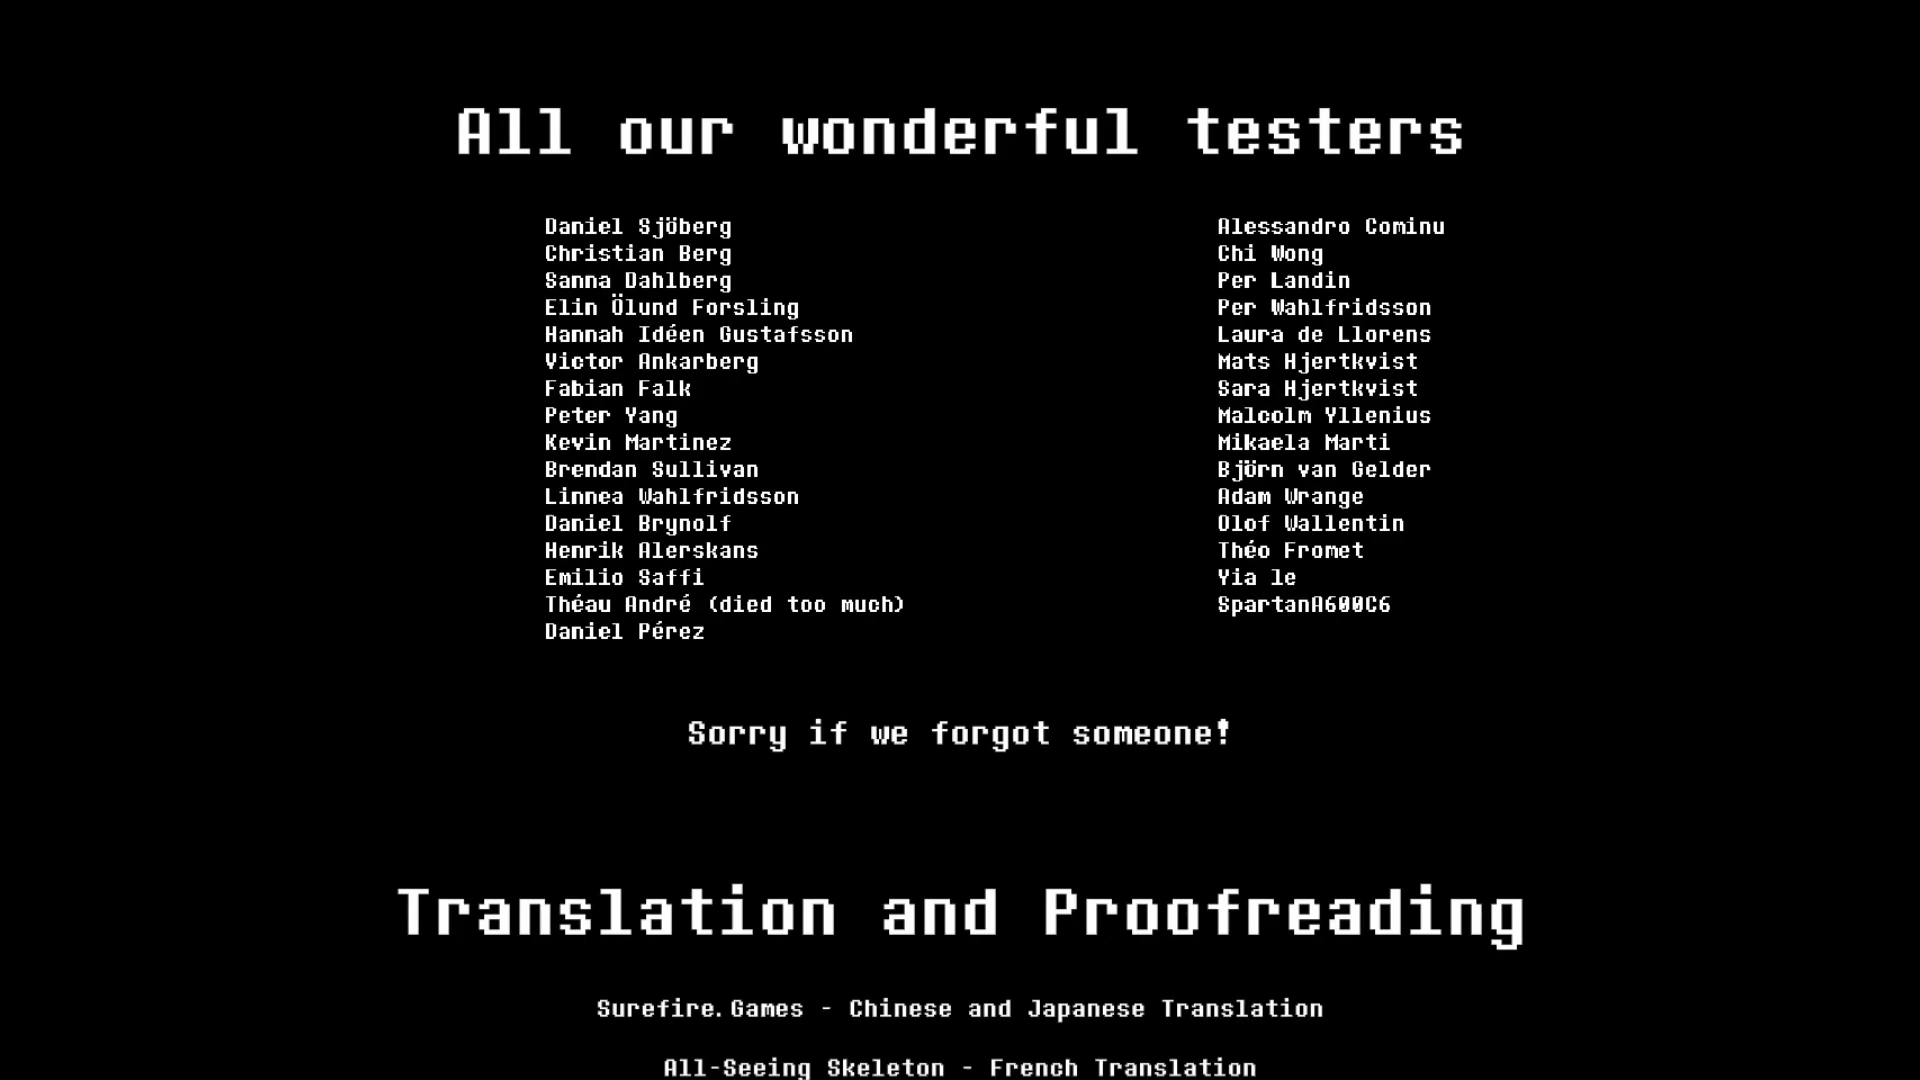 All our wonderful testers
Daniel Sjöberg
Christian Berg
Sanna Dahlberg
Elin Ölund Forsling
Hannah Idéen Gustafsson
Victor Ankarberg
Fabian Falk
Peter Yang
Kevin Martinez
Brendan Sullivan
Linnea Wahlfridsson
Daniel Brynolf
Henrik Alerskans
Emilio Saffi
Théau André (died too much)
Daniel Pérez
Alessandro Cominu
Chi Wong
Per Landin
Per Wahlfridsson
Laura de Llorens
Mats Hjertkvist
Sara Hjertkvist
Malcolm Yllenius
Mikaela Marti
Björn van Gelder
Adam Wrange
Olof Wallentin
Théo Fromet
Yia le
SpartanA600C6
Sorry if we forgot someone!
Translation and Proofreading
Surefire.Games - Chinese and Japanese Translation
All-Seeing Skeleton - French Translation